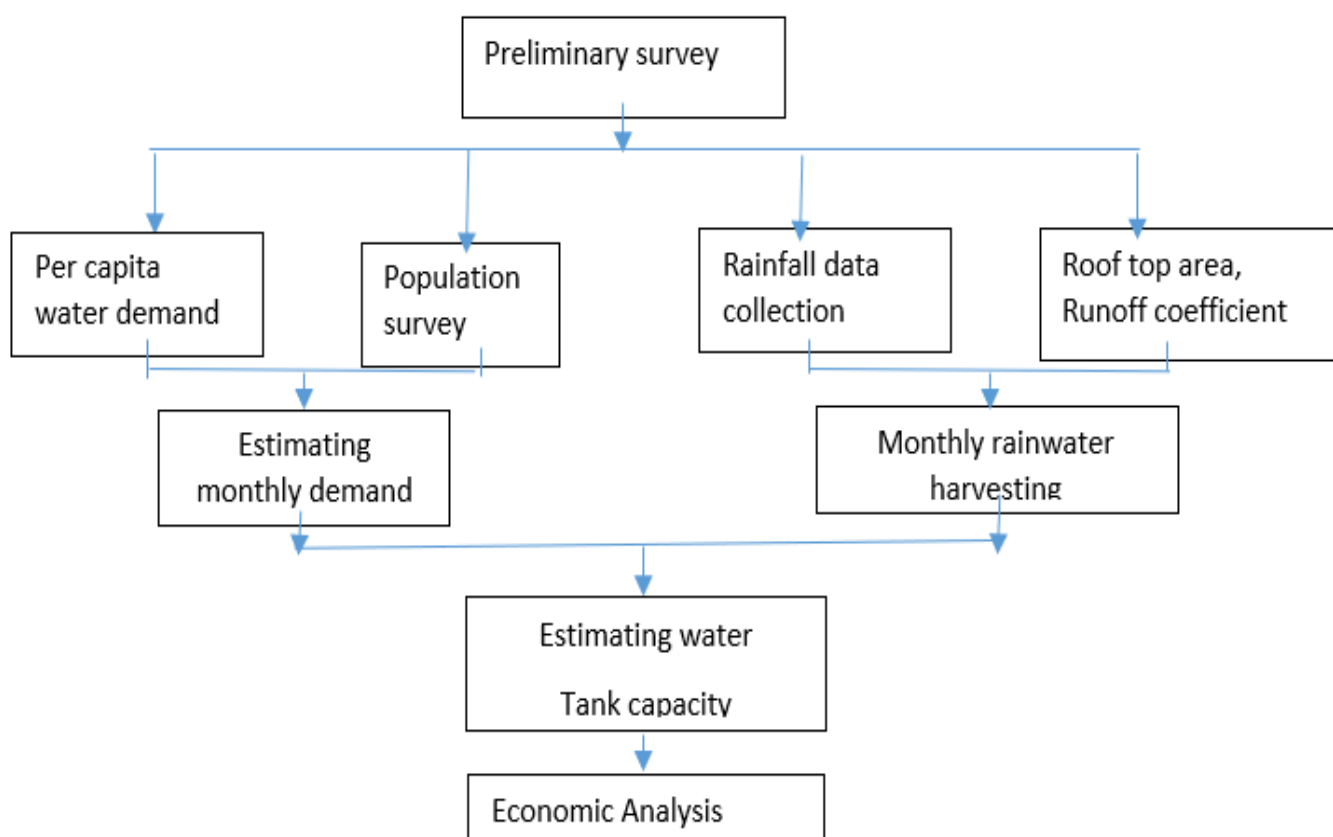 Preliminary survey
Per capita
water demand
Population
survey
Rainfall data
collection
Roof top area,
Runoff coefficient
Estimating
monthly demand
Monthly rainwater
harvesting
Estimating water
Tank capacity
Economic Analysis